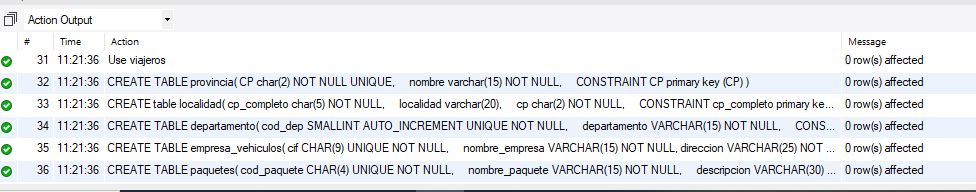 Action Output
# Time Action Message
31 11:21:36 Use viajeros 0 row(s) affected
32 11:21:36 CREATE TABLE provincia( CP char(2) NOT NULL UNIQUE, nombre varchar(15) NOT NULL, CONSTRAINT CP primary key (CP) ) 0 row(s) affected
33 11:21:36 CREATE table localidad( cp_completo char(5) NOT NULL, localidad varchar(20), cp char(2) NOT NULL, CONSTRAINT cp_completo primary ke... 0 row(s) affected
34 11:21:36 CREATE TABLE departamento( cod_dep SMALLINT AUTO_INCREMENT UNIQUE NOT NULL, departamento VARCHAR(15) NOT NULL, CONS... 0 row(s) affected
35 11:21:36 CREATE TABLE empresa_vehiculos( cif CHAR(9) UNIQUE NOT NULL, nombre_empresa VARCHAR(15) NOT NULL, direccion VARCHAR(25) NOT ... 0 row(s) affected
36 11:21:36 CREATE TABLE paquetes( cod_paquete CHAR(4) UNIQUE NOT NULL, nombre_paquete VARCHAR(15) NOT NULL, descripcion VARCHAR(30) ... 0 row(s) affected